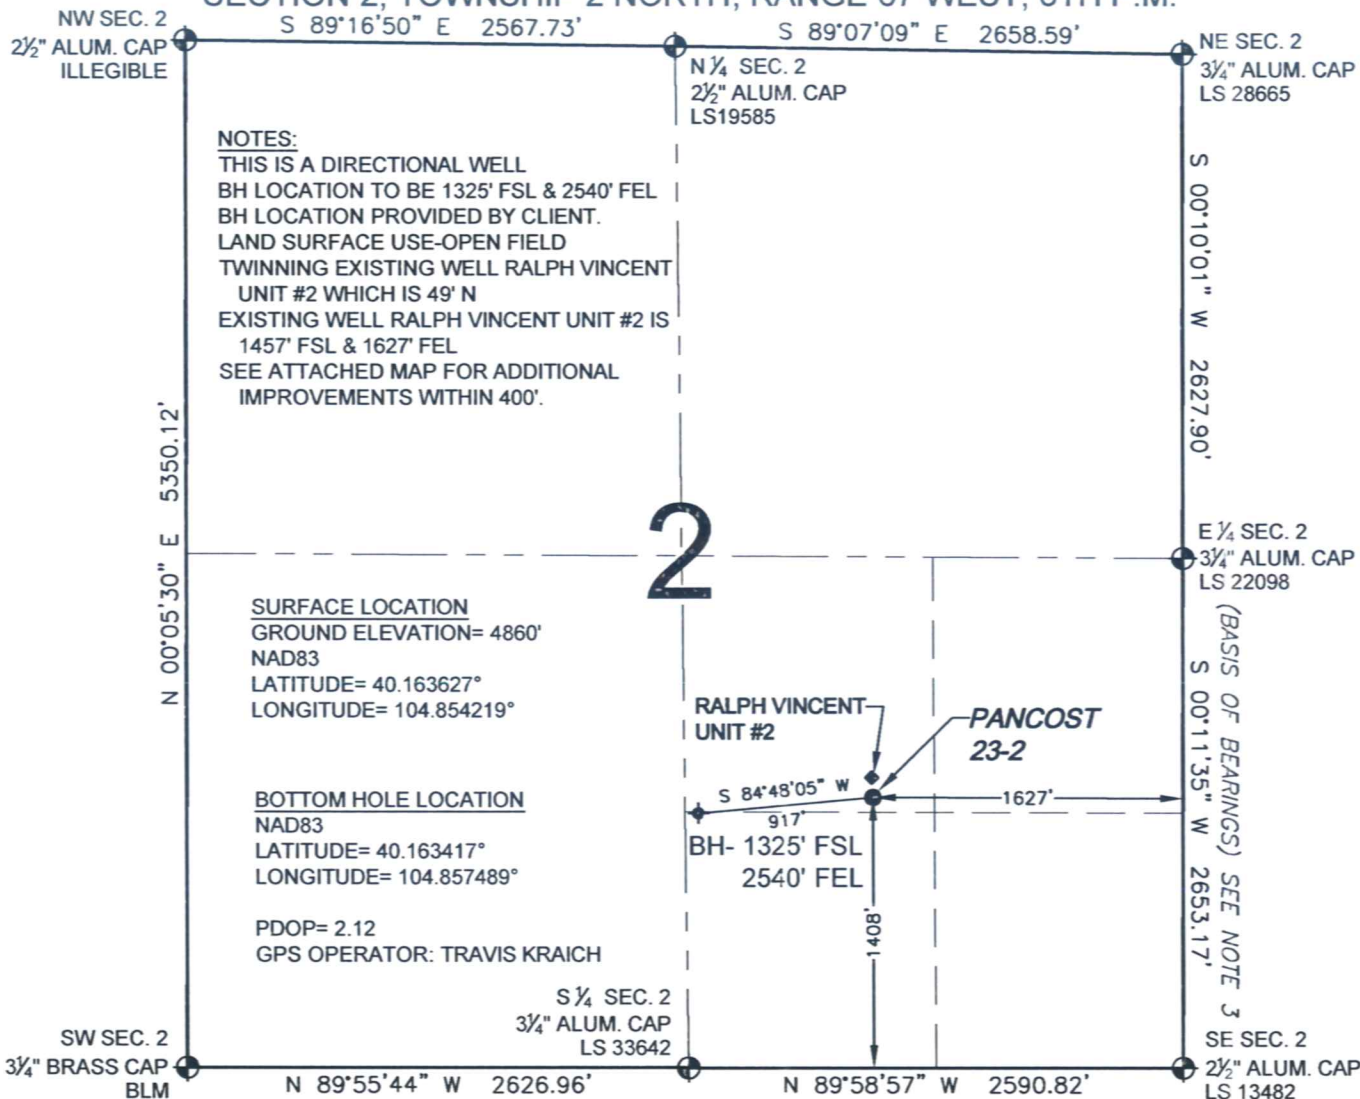 SECTION 2, TOWNSHIP 2 NORTH, RANGE 67 WEST, 6TH P.M.
NW SEC. 2
2½" ALUM. CAP
ILLEGIBLE
S 89°16'50" E 2567.73'
S 89°07'09" E 2658.59'
N ¼ SEC. 2
2½" ALUM. CAP
LS19585
NE SEC. 2
3¼" ALUM. CAP
LS 28665
NOTES:
THIS IS A DIRECTIONAL WELL
BH LOCATION TO BE 1325' FSL & 2540' FEL
BH LOCATION PROVIDED BY CLIENT.
LAND SURFACE USE-OPEN FIELD
TWINNING EXISTING WELL RALPH VINCENT
UNIT #2 WHICH IS 49' N
EXISTING WELL RALPH VINCENT UNIT #2 IS
1457' FSL & 1627' FEL
SEE ATTACHED MAP FOR ADDITIONAL
IMPROVEMENTS WITHIN 400'.
S 00°10'01" W 2627.90'
N 00°05'30" E 5350.12'
2
E ¼ SEC. 2
3¼" ALUM. CAP
LS 22098
SURFACE LOCATION
GROUND ELEVATION= 4860'
NAD83
LATITUDE= 40.163627°
LONGITUDE= 104.854219°
RALPH VINCENT
UNIT #2
PANCOST
23-2
S 84°48'05" W
917'
1627'
BH- 1325' FSL
2540' FEL
1408'
S 00°11'35" W 2653.17'
(BASIS OF BEARINGS) SEE NOTE 3
BOTTOM HOLE LOCATION
NAD83
LATITUDE= 40.163417°
LONGITUDE= 104.857489°
PDOP= 2.12
GPS OPERATOR: TRAVIS KRAICH
S ¼ SEC. 2
3¼" ALUM. CAP
LS 33642
SW SEC. 2
3¼" BRASS CAP
BLM
N 89°55'44" W 2626.96'
N 89°58'57" W 2590.82'
SE SEC. 2
2½" ALUM. CAP
LS 13482